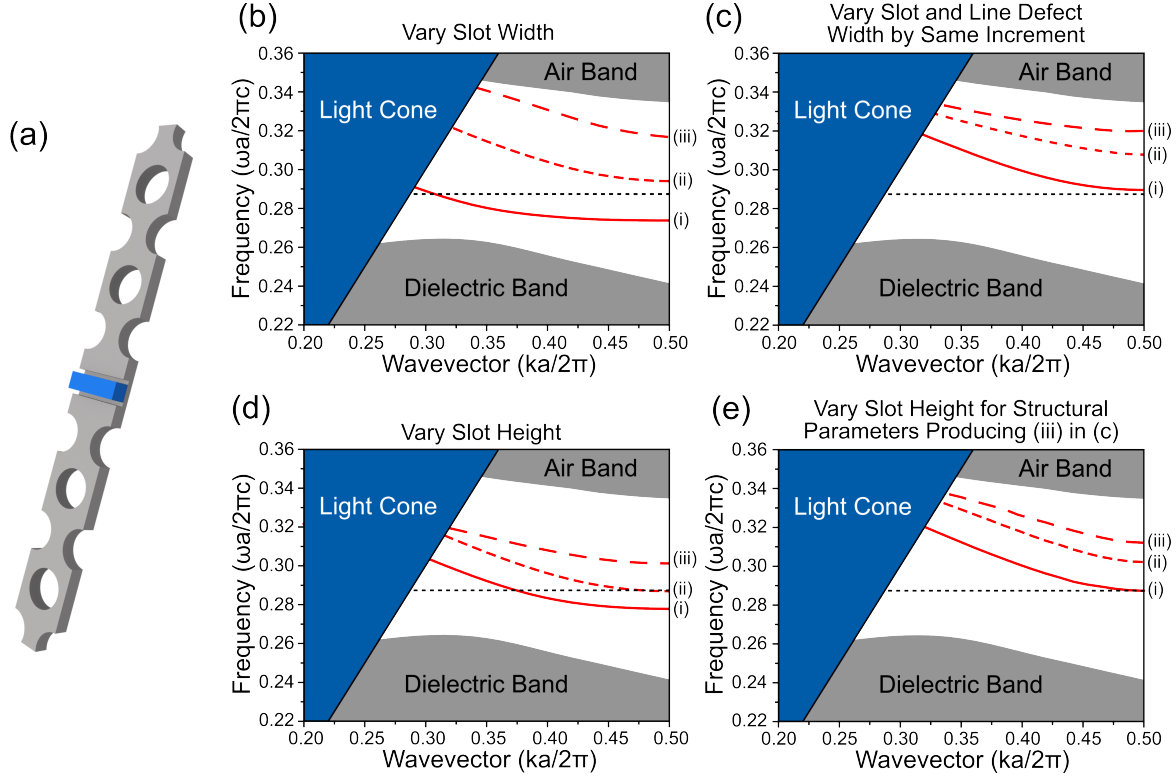 (a)
(b)
Vary Slot Width
Frequency (ωa/2πc)
0.36
0.34
0.32
0.30
0.28
0.26
0.24
0.22
Light Cone
Air Band
Dielectric Band
(iii)
(ii)
(i)
0.20 0.25 0.30 0.35 0.40 0.45 0.50
Wavevector (ka/2π)
(c)
Vary Slot and Line Defect
Width by Same Increment
Frequency (ωa/2πc)
0.36
0.34
0.32
0.30
0.28
0.26
0.24
0.22
Light Cone
Air Band
Dielectric Band
(iii)
(ii)
(i)
0.20 0.25 0.30 0.35 0.40 0.45 0.50
Wavevector (ka/2π)
(d)
Vary Slot Height
Frequency (ωa/2πc)
0.36
0.34
0.32
0.30
0.28
0.26
0.24
0.22
Light Cone
Air Band
Dielectric Band
(iii)
(ii)
(i)
0.20 0.25 0.30 0.35 0.40 0.45 0.50
Wavevector (ka/2π)
(e)
Vary Slot Height for Structural
Parameters Producing (iii) in (c)
Frequency (ωa/2πc)
0.36
0.34
0.32
0.30
0.28
0.26
0.24
0.22
Light Cone
Air Band
Dielectric Band
(iii)
(ii)
(i)
0.20 0.25 0.30 0.35 0.40 0.45 0.50
Wavevector (ka/2π)